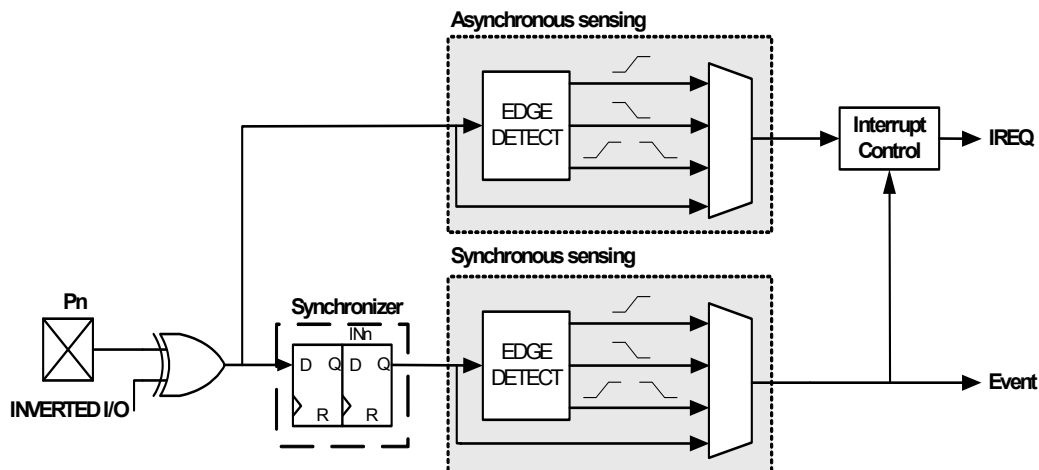 Asynchronous sensing
EDGE
DETECT
Interrupt
Control
IREQ
Synchronous sensing
Pn
Synchronizer
INn
D Q D Q
R R
EDGE
DETECT
INVERTED I/O
Event